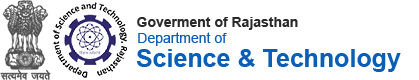 सत्यमेव जयते
Department of Science and Technology, Rajasthan
Goverment of Rajasthan
Department of
Science & Technology